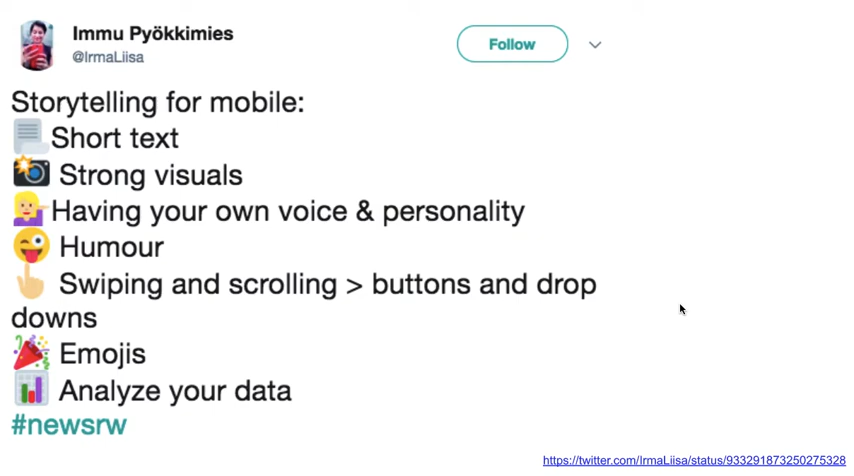 Immu Pyökkimies
@IrmaLiisa
Follow
Storytelling for mobile:
Short text
Strong visuals
Having your own voice & personality
Humour
Swiping and scrolling > buttons and drop
downs
Emojis
Analyze your data
#newsrw
https://twitter.com/IrmaLiisa/status/933291873250275328